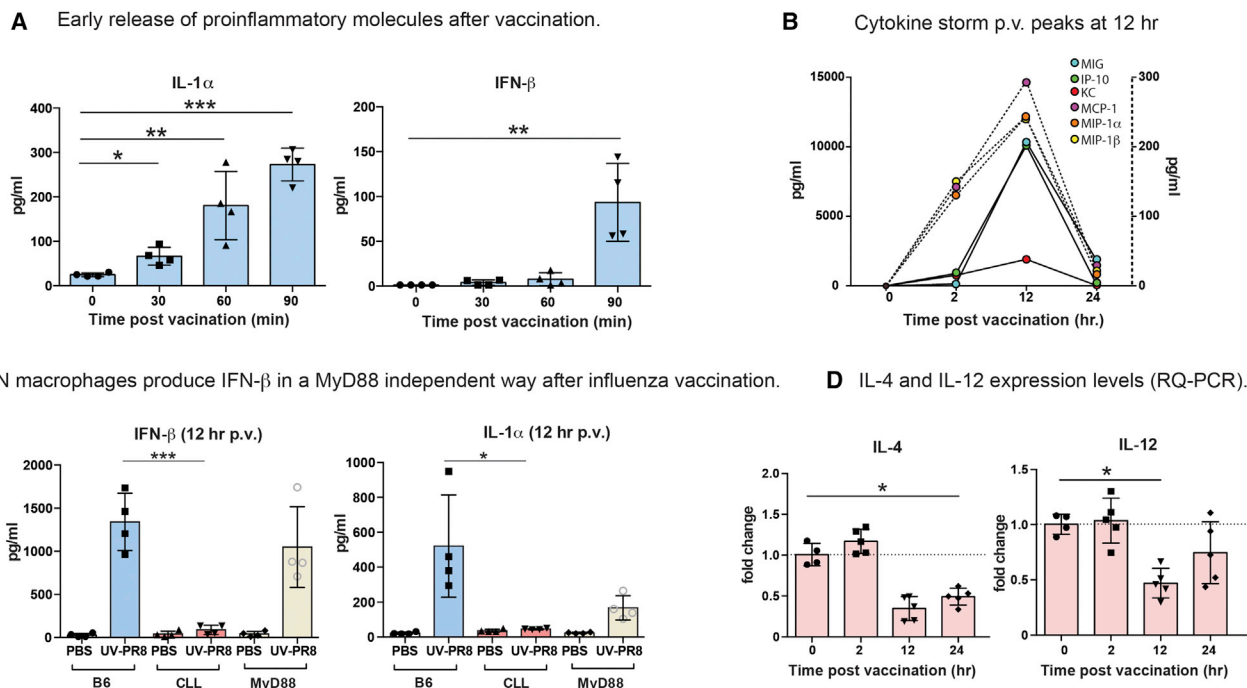 A Early release of proinflammatory molecules after vaccination.
IL-1α
400
300
200
100
0
pg/ml
***
**
*
0 30 60 90
Time post vacination (min)
IFN-β
200
150
100
50
0
pg/ml
**
0 30 60 90
Time post vaccination (min)
B Cytokine storm p.v. peaks at 12 hr
15000
10000
5000
0
pg/ml
MIG
IP-10
KC
MCP-1
MIP-1α
MIP-1β
300
200
100
0
pg/ml
0 2 12 24
Time post vaccination (hr.)
N macrophages produce IFN-β in a MyD88 independent way after influenza vaccination.
IFN-β (12 hr p.v.)
2000
1500
1000
500
0
pg/ml
***
PBS UV-PR8 PBS UV-PR8 PBS UV-PR8
B6 CLL MyD88
IL-1α (12 hr p.v.)
1000
800
600
400
200
0
pg/ml
*
PBS UV-PR8 PBS UV-PR8 PBS UV-PR8
B6 CLL MyD88
D IL-4 and IL-12 expression levels (RQ-PCR).
IL-4
2.0
1.5
1.0
0.5
0
fold change
*
0 2 12 24
Time post vaccination (hr)
IL-12
1.5
1.0
0.5
0
fold change
*
0 2 12 24
Time post vaccination (hr)